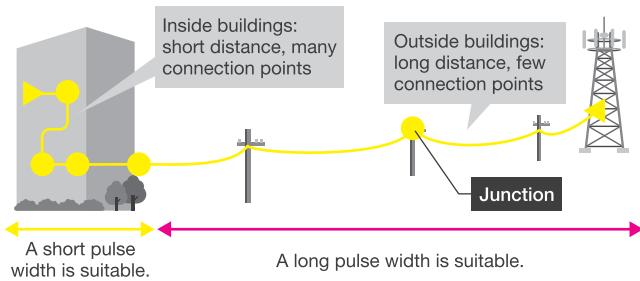 Inside buildings:
short distance, many
connection points
Outside buildings:
long distance, few
connection points
Junction
A short pulse
width is suitable.
A long pulse width is suitable.